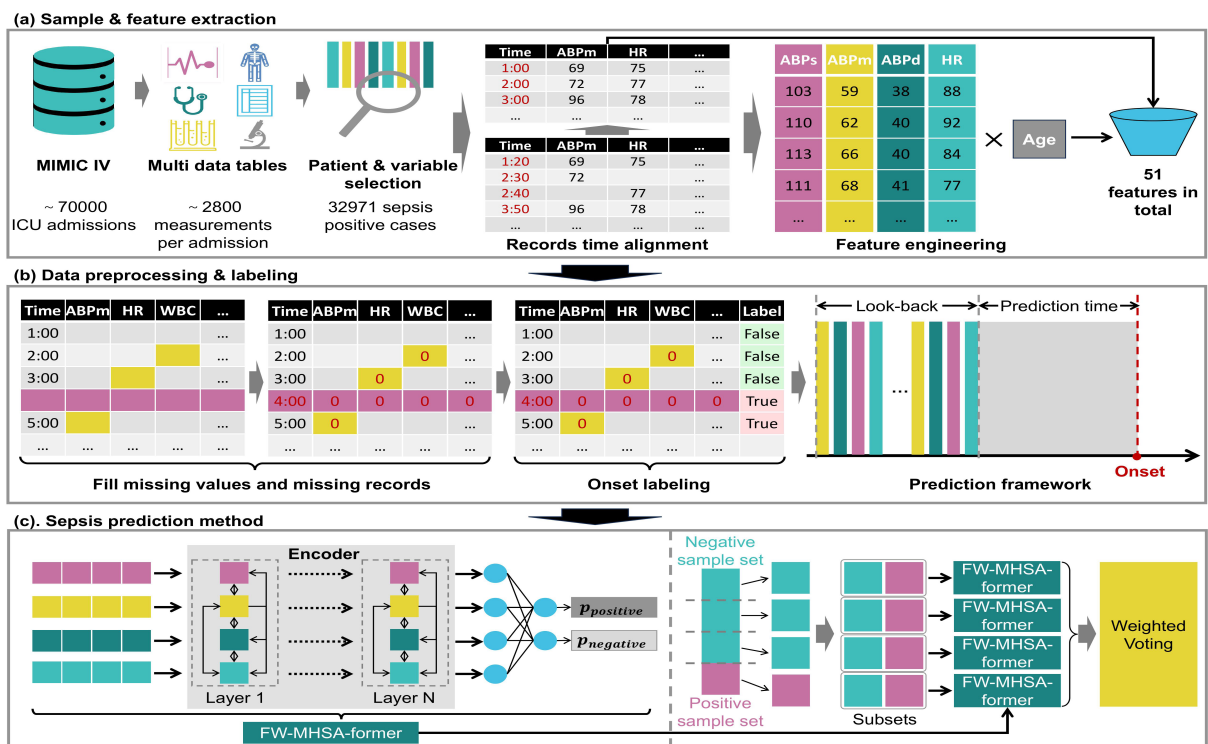 (a) Sample & feature extraction
MIMIC IV
~ 70000
ICU admissions
Multi data tables
~ 2800
measurements
per admission
Patient & variable
selection
32971 sepsis
positive cases
Time ABPm HR ...
1:00 69 75 ...
2:00 72 77 ...
3:00 96 78 ...
... ... ...
Time ABPm HR ...
1:20 69 75 ...
2:30 72 ...
2:40 77 ...
3:50 96 78 ...
... ... ... ...
Records time alignment
ABPs ABPm ABPd HR
103 59 38 88
110 62 40 92
113 66 40 84
111 68 41 77
... ... ... ...
Feature engineering
×
Age
51
features in
total
(b) Data preprocessing & labeling
Time ABPm HR WBC ...
1:00 ...
2:00 ...
3:00 ...
5:00 ...
... ... ... ... ...
Time ABPm HR WBC ...
1:00 ...
2:00 0 ...
3:00 0 ...
4:00 0 0 0 0
5:00 0 ...
... ... ... ... ...
Fill missing values and missing records
Time ABPm HR WBC ... Label
1:00 ... False
2:00 0 ... False
3:00 0 ... False
4:00 0 0 0 0 True
5:00 0 ... True
... ... ... ... ... ...
Onset labeling
Look-back
Prediction time
...
Onset
Prediction framework
(c). Sepsis prediction method
Encoder
Layer 1
Layer N
p_positive
p_negative
FW-MHSA-former
Negative
sample set
Positive
sample set
Subsets
FW-MHSA-
former
FW-MHSA-
former
FW-MHSA-
former
FW-MHSA-
former
Weighted
Voting